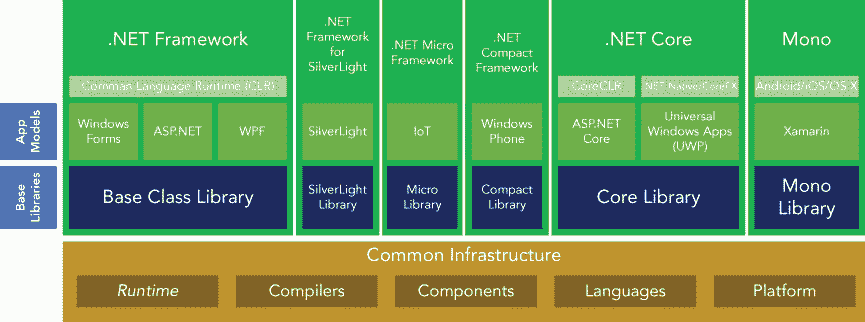 .NET Framework
.NET
Framework
for
SilverLight
.NET Micro
Framework
.NET
Compact
Framework
.NET Core
Mono
Comman Language Runtime (CLR)
CoreCLR
.NET Native/CoreFX
Android/iOS/OS X
App
Models
Windows
Forms
ASP.NET
WPF
SilverLight
IoT
Windows
Phone
ASP.NET
Core
Universal
Windows Apps
(UWP)
Xamarin
Base
Libraries
Base Class Library
SilverLight
Library
Micro
Library
Compact
Library
Core Library
Mono
Library
Common Infrastructure
Runtime
Compilers
Components
Languages
Platform